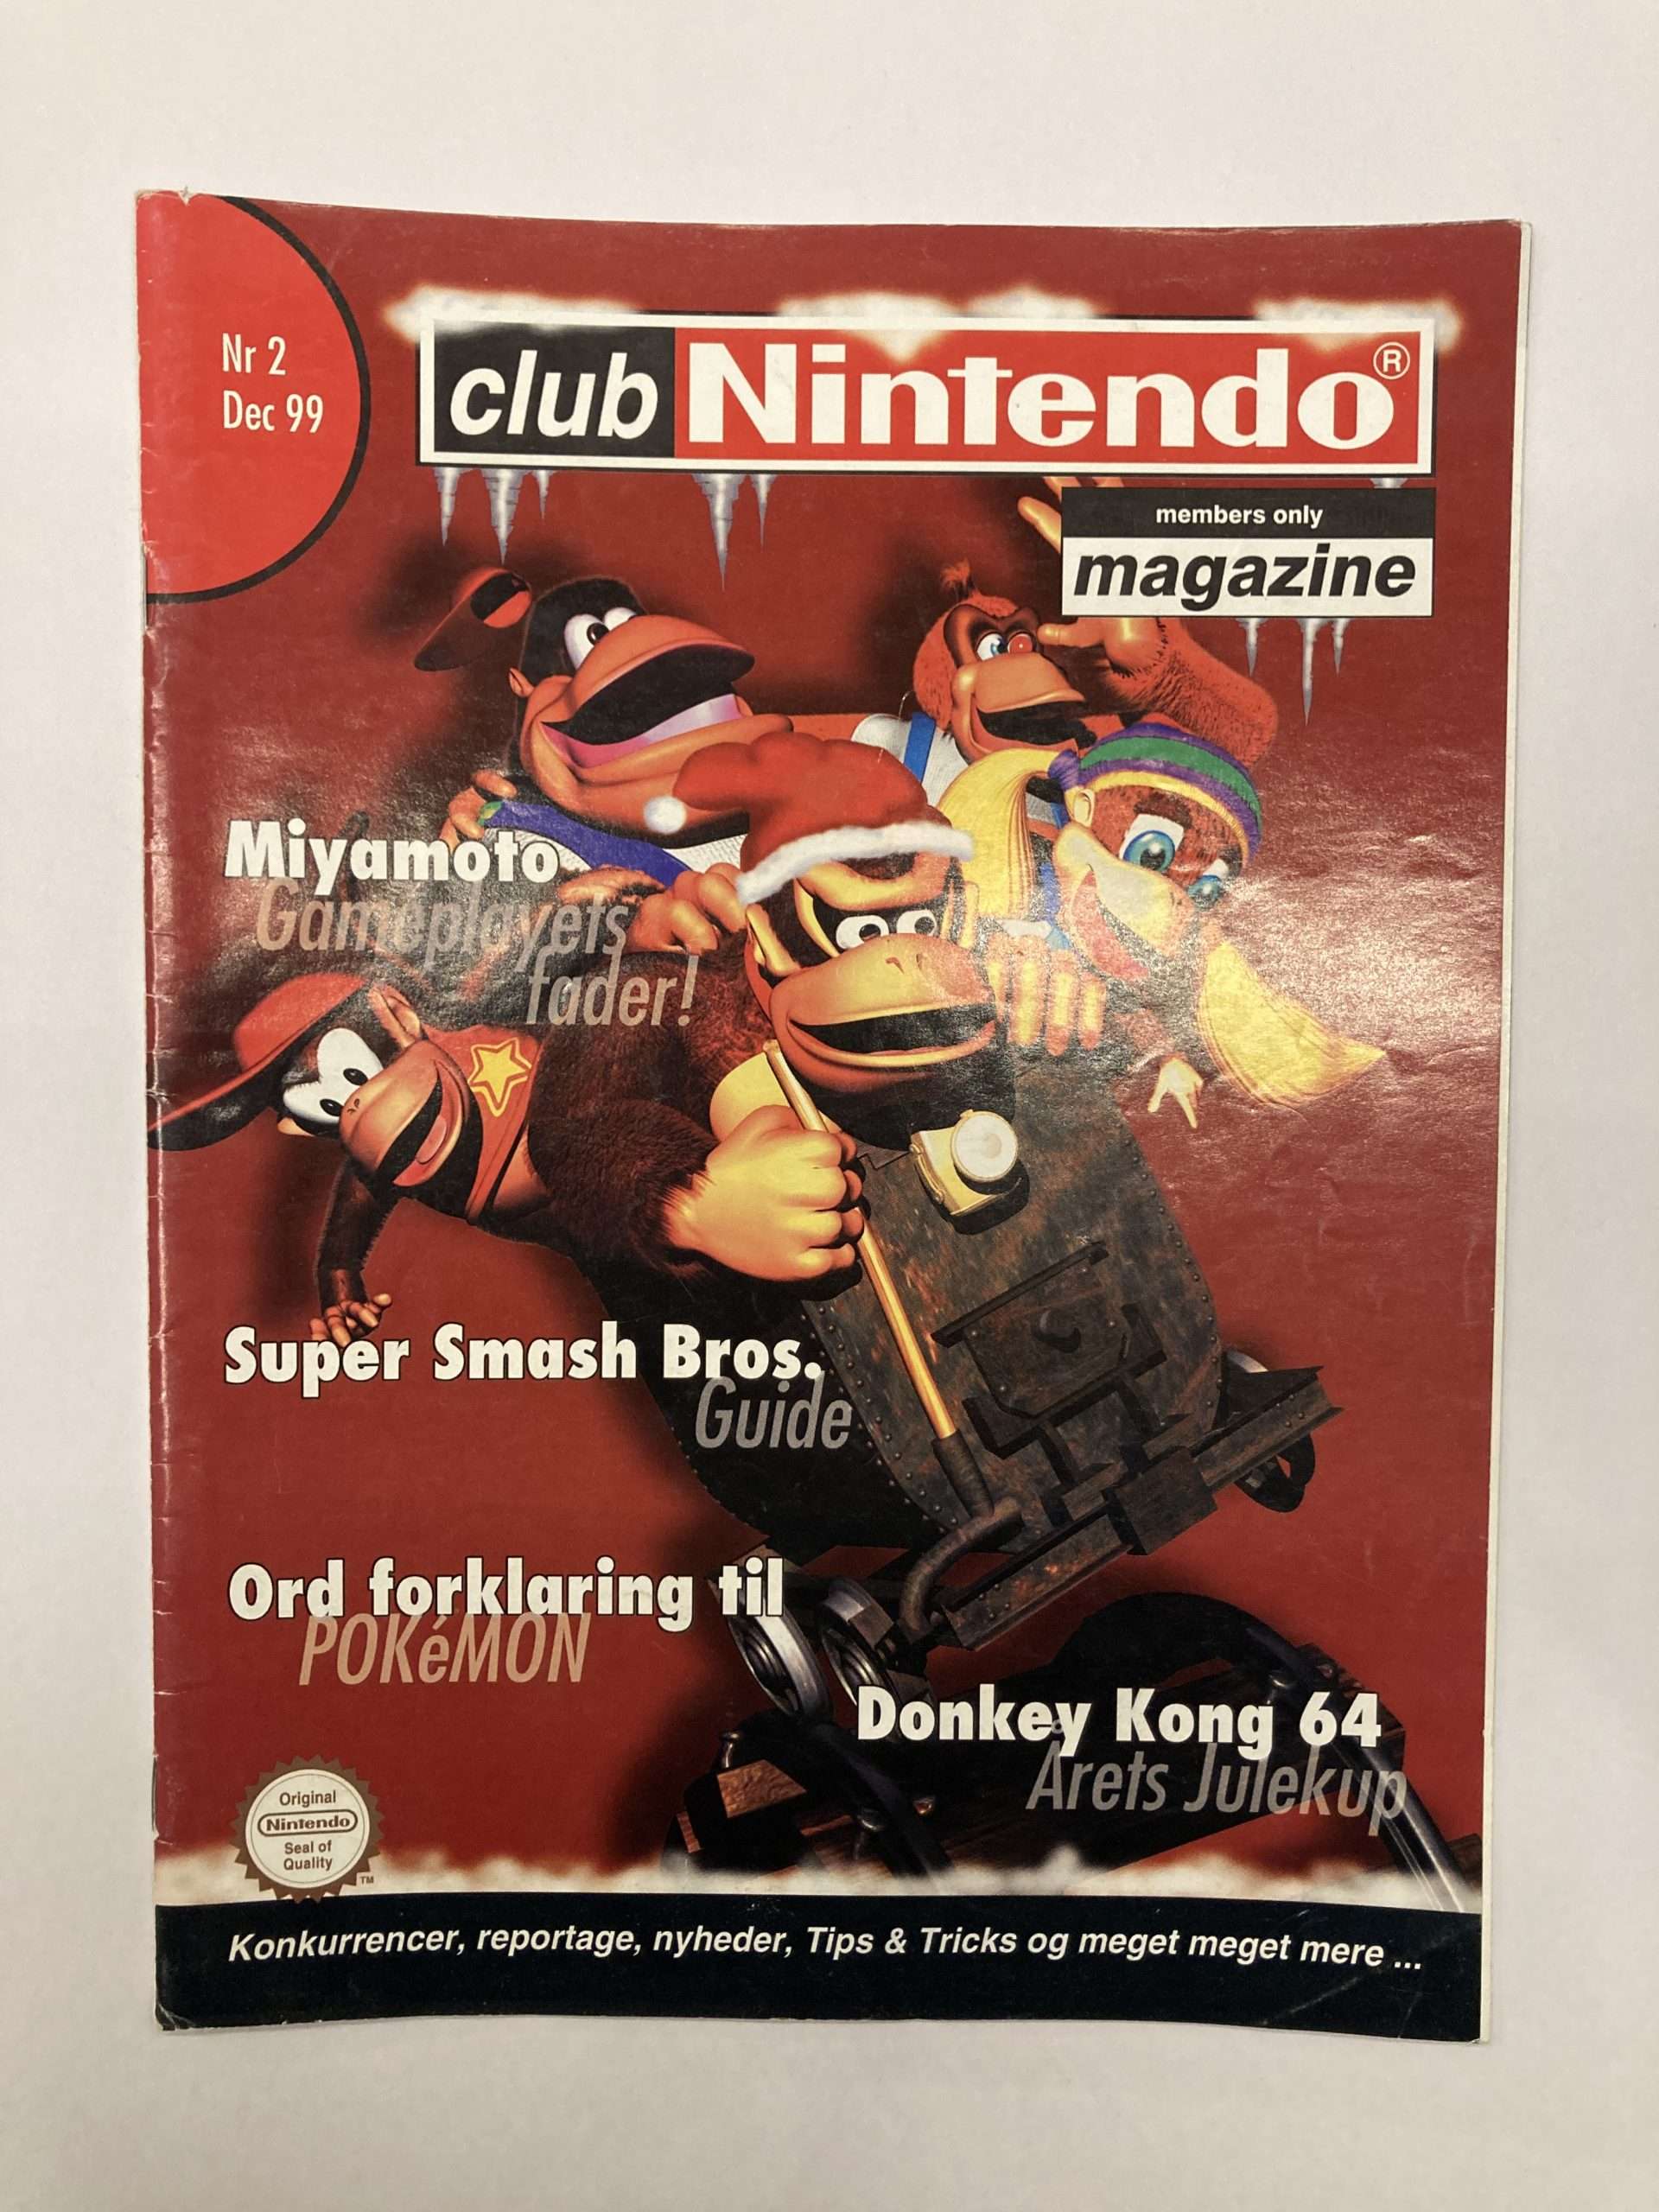 Nr 2
Dec 99
club Nintendo®
members only
magazine
Miyamoto
Gameplayets
fader!
Super Smash Bros.
Guide
Ord forklaring til
POKéMON
Donkey Kong 64
Årets Julekup
Original
Nintendo
Seal of
Quality
TM
Konkurrencer, reportage, nyheder, Tips & Tricks og meget meget mere ...